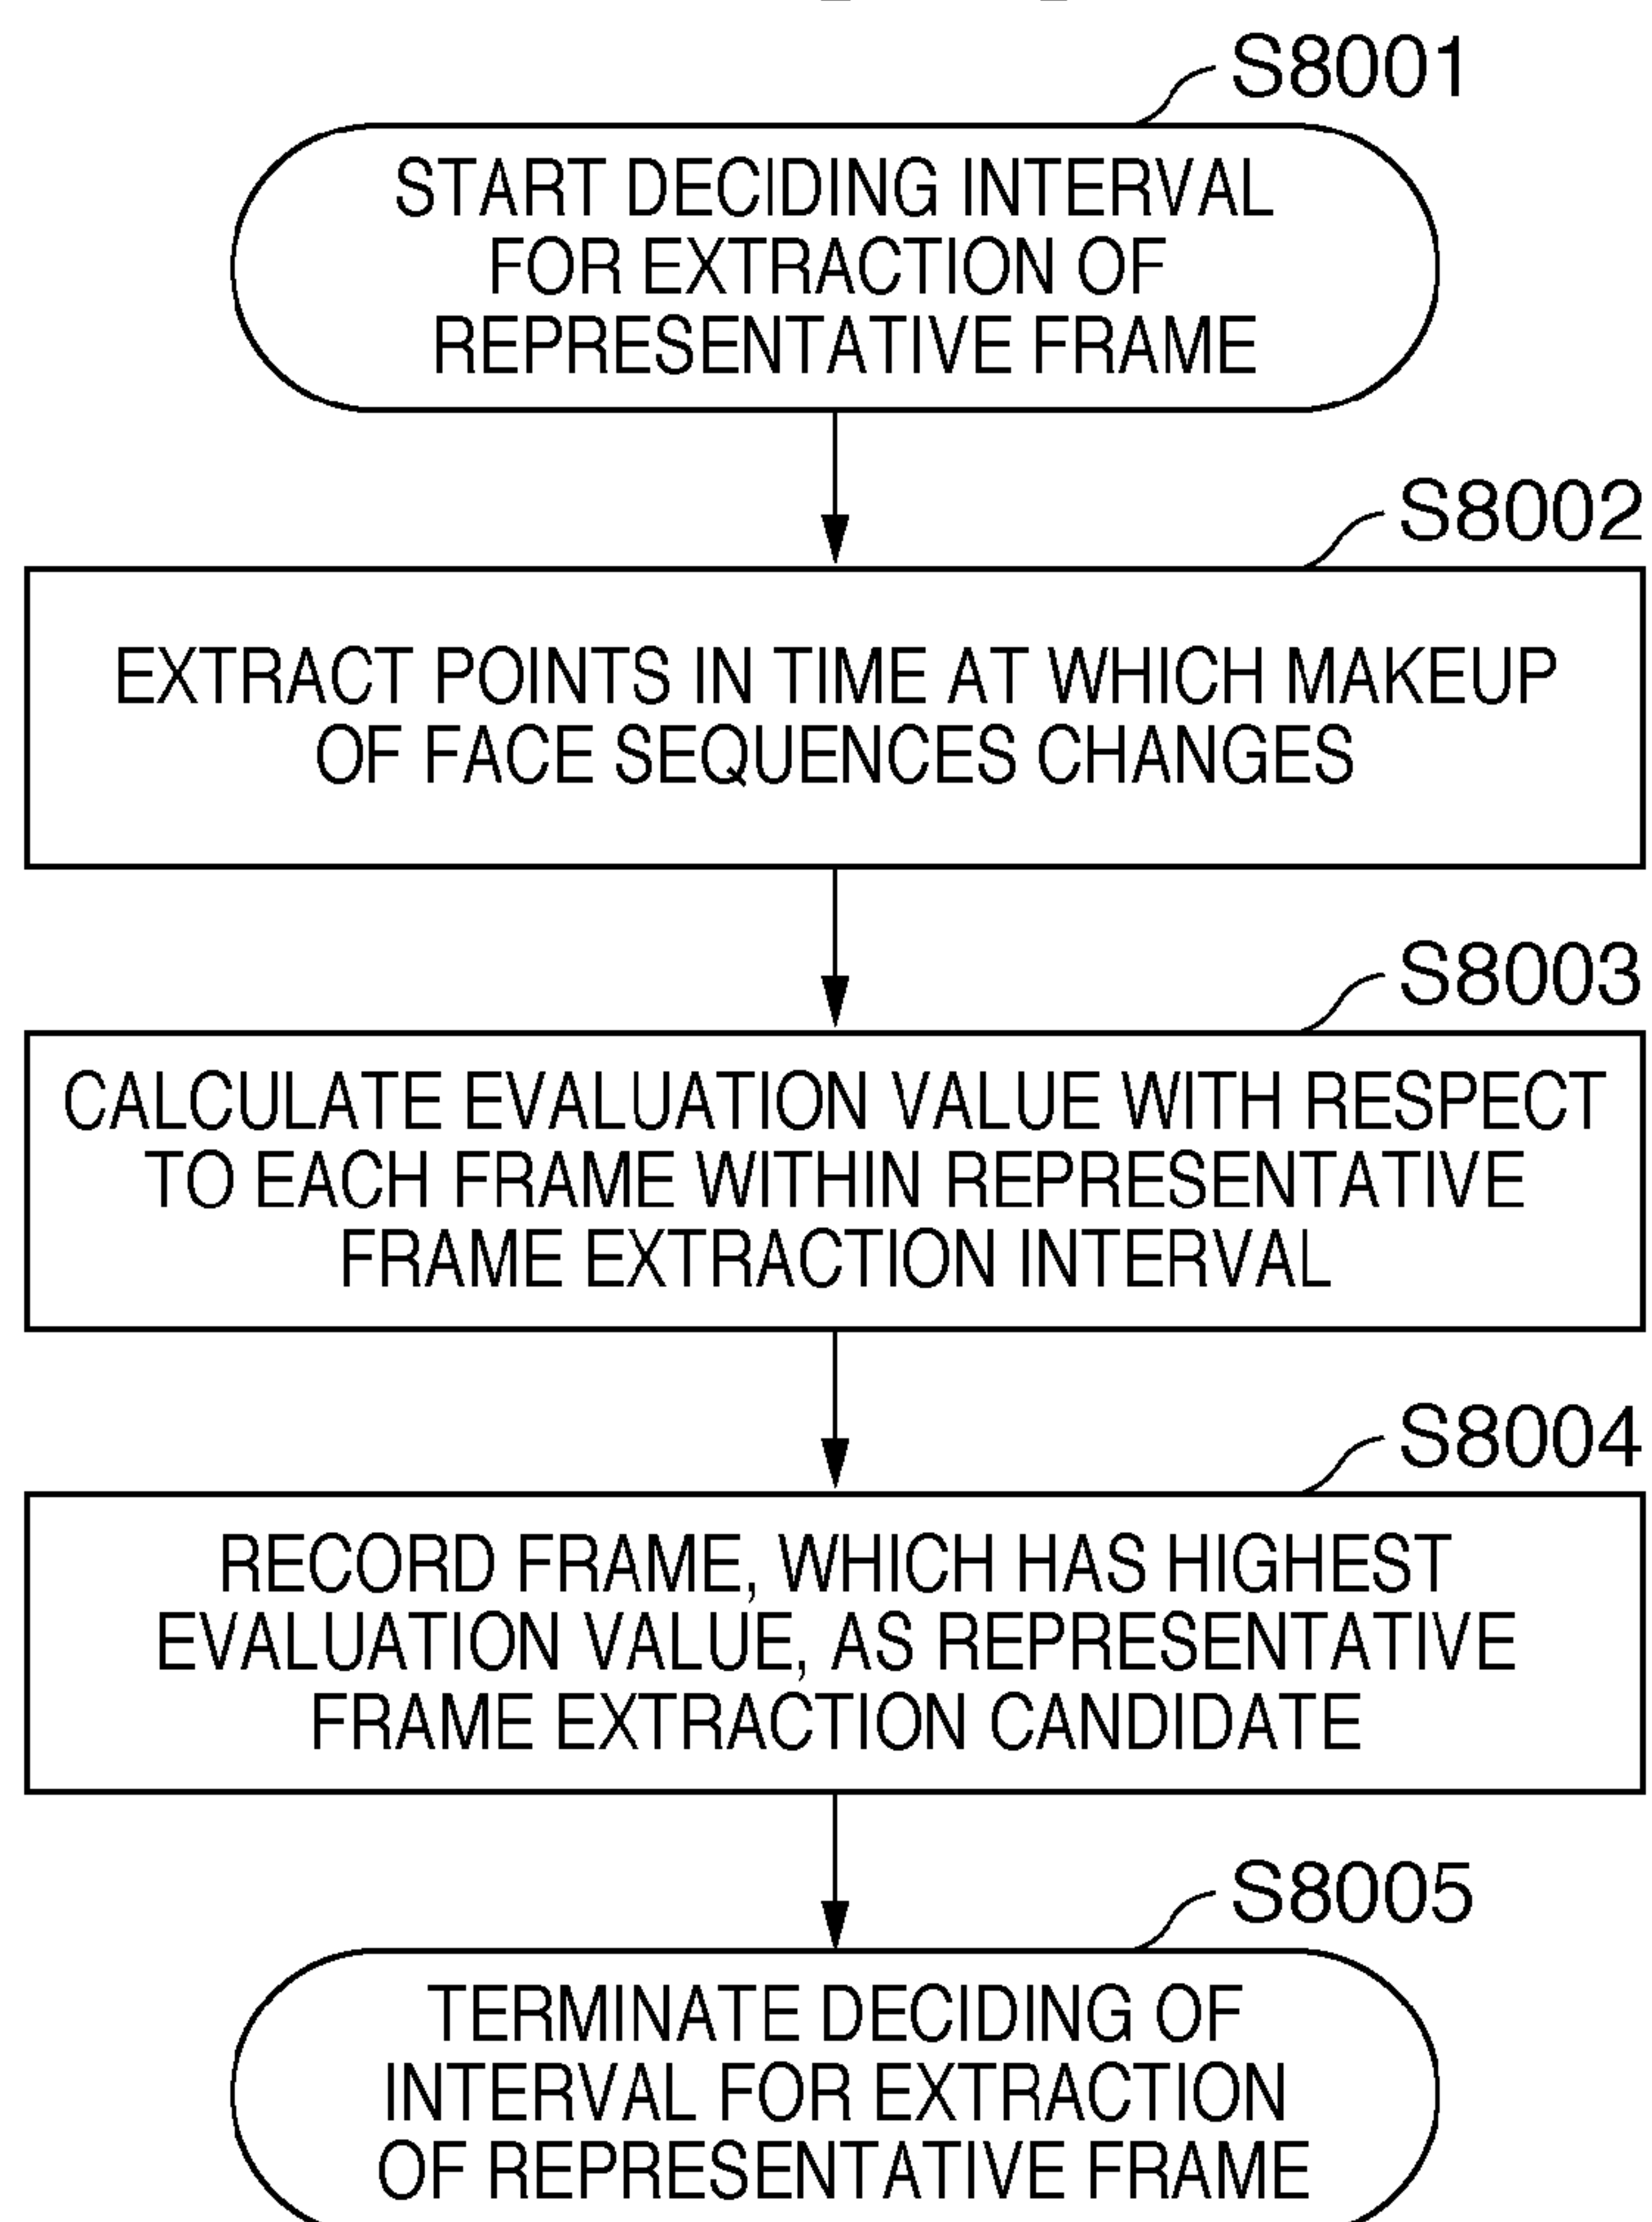 S8001
START DECIDING INTERVAL
FOR EXTRACTION OF
REPRESENTATIVE FRAME
S8002
EXTRACT POINTS IN TIME AT WHICH MAKEUP
OF FACE SEQUENCES CHANGES
S8003
CALCULATE EVALUATION VALUE WITH RESPECT
TO EACH FRAME WITHIN REPRESENTATIVE
FRAME EXTRACTION INTERVAL
S8004
RECORD FRAME, WHICH HAS HIGHEST
EVALUATION VALUE, AS REPRESENTATIVE
FRAME EXTRACTION CANDIDATE
S8005
TERMINATE DECIDING OF
INTERVAL FOR EXTRACTION
OF REPRESENTATIVE FRAME